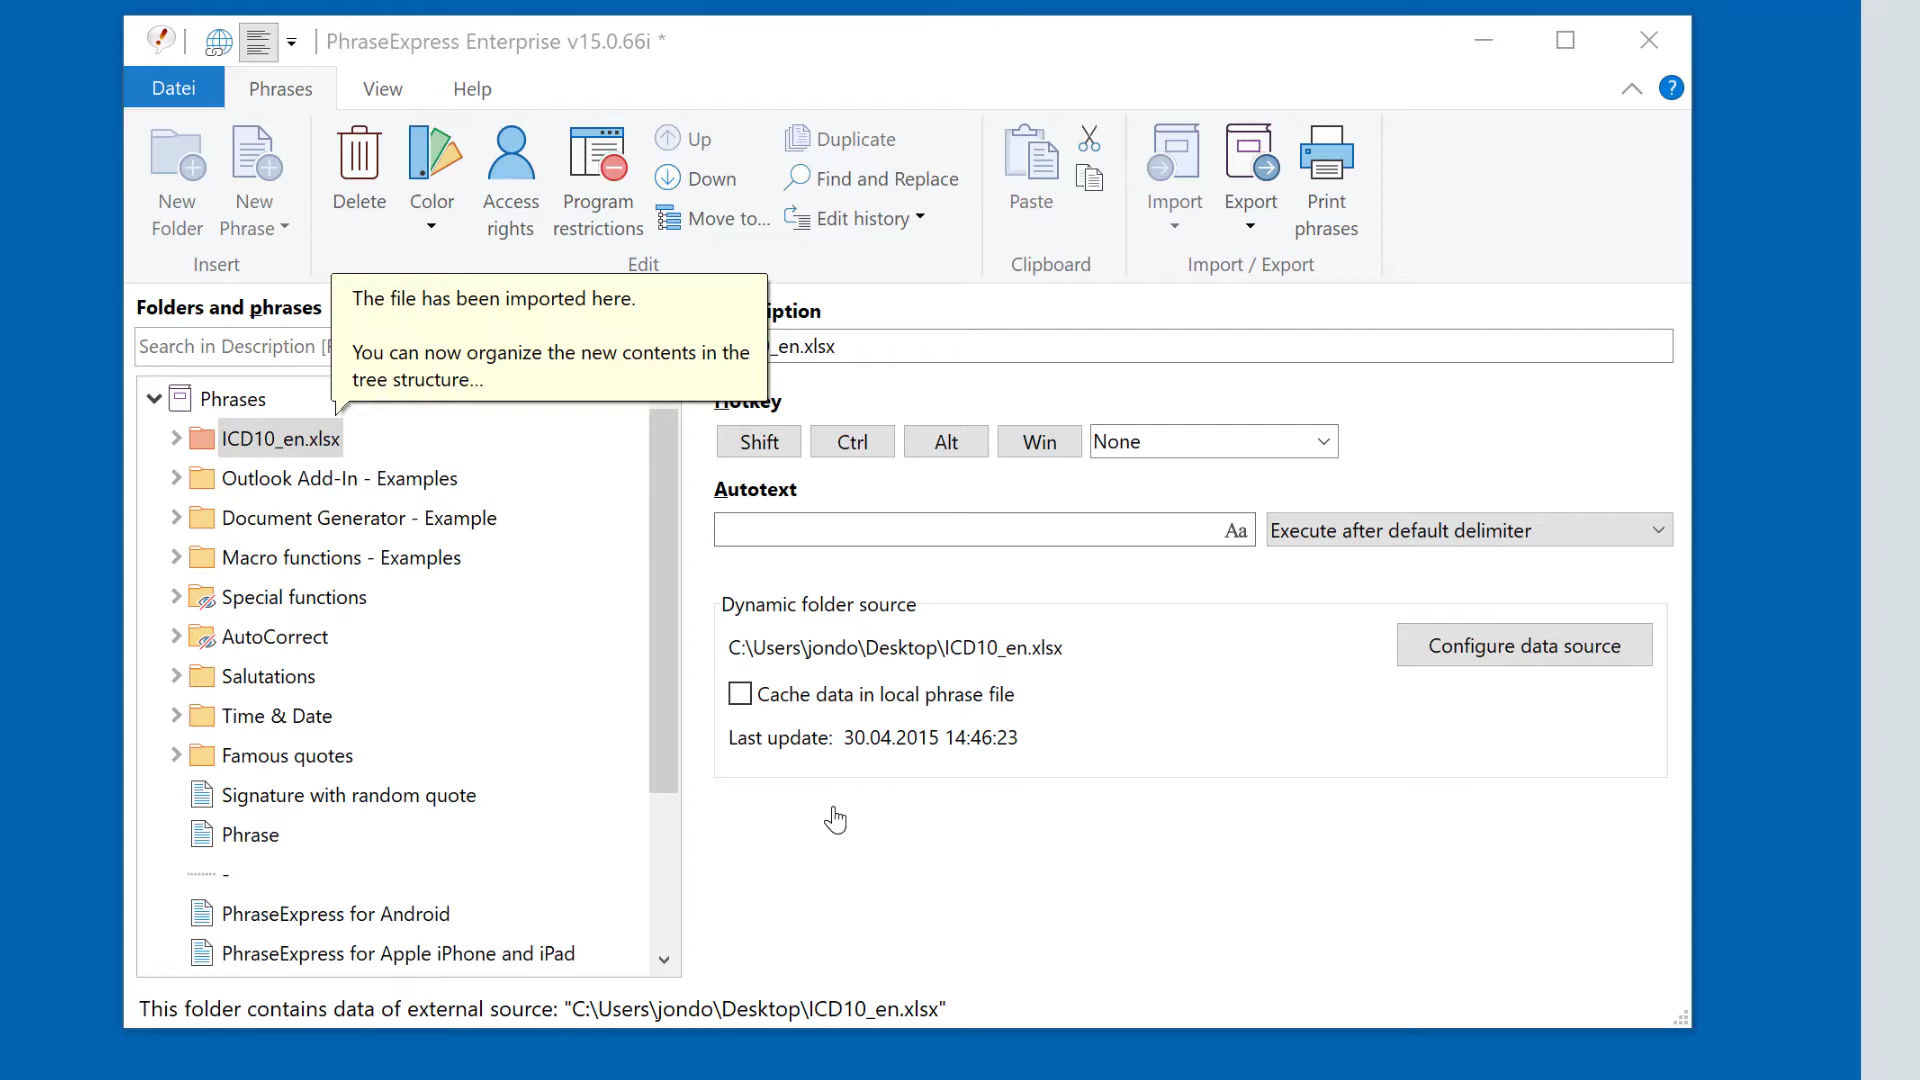 PhraseExpress Enterprise v15.0.66i *
Datei
Phrases
View
Help
?
New
Folder
New
Phrase
Insert
Delete
Color
Access
rights
Program
restrictions
Up
Down
Move to...
Duplicate
Find and Replace
Edit history
Edit
Paste
Clipboard
Import
Export
Print
phrases
Import / Export
The file has been imported here.
You can now organize the new contents in the
tree structure...
Folders and phrases
Search in Description [
Phrases
ICD10_en.xlsx
Outlook Add-In - Examples
Document Generator - Example
Macro functions - Examples
Special functions
AutoCorrect
Salutations
Time & Date
Famous quotes
Signature with random quote
Phrase
-
PhraseExpress for Android
PhraseExpress for Apple iPhone and iPad
iption
_en.xlsx
Hotkey
Shift
Ctrl
Alt
Win
None
Autotext
Aa
Execute after default delimiter
Dynamic folder source
C:\Users\jondo\Desktop\ICD10_en.xlsx
Configure data source
Cache data in local phrase file
Last update: 30.04.2015 14:46:23
This folder contains data of external source: "C:\Users\jondo\Desktop\ICD10_en.xlsx"